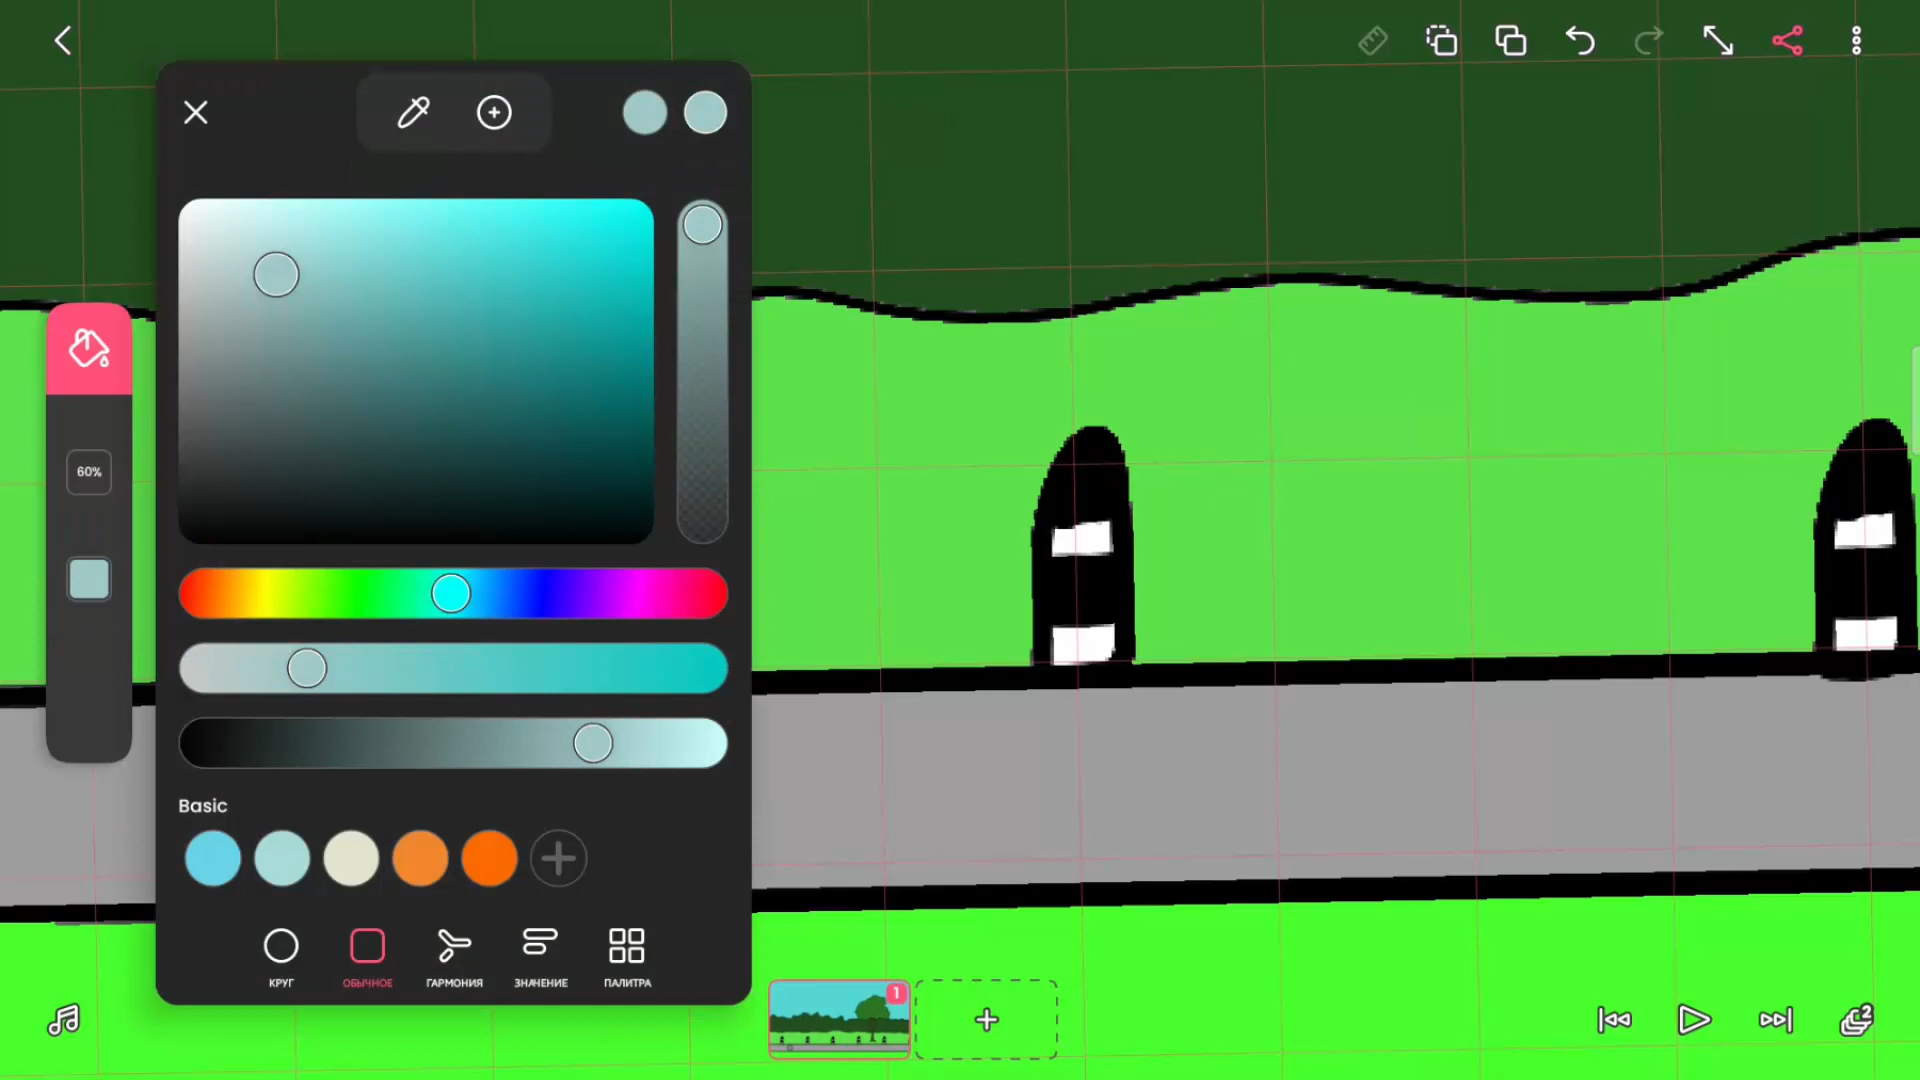 60%
Basic
КРУГ
ОБЫЧНОЕ
ГАРМОНИЯ
ЗНАЧЕНИЕ
ПАЛИТРА
1
2